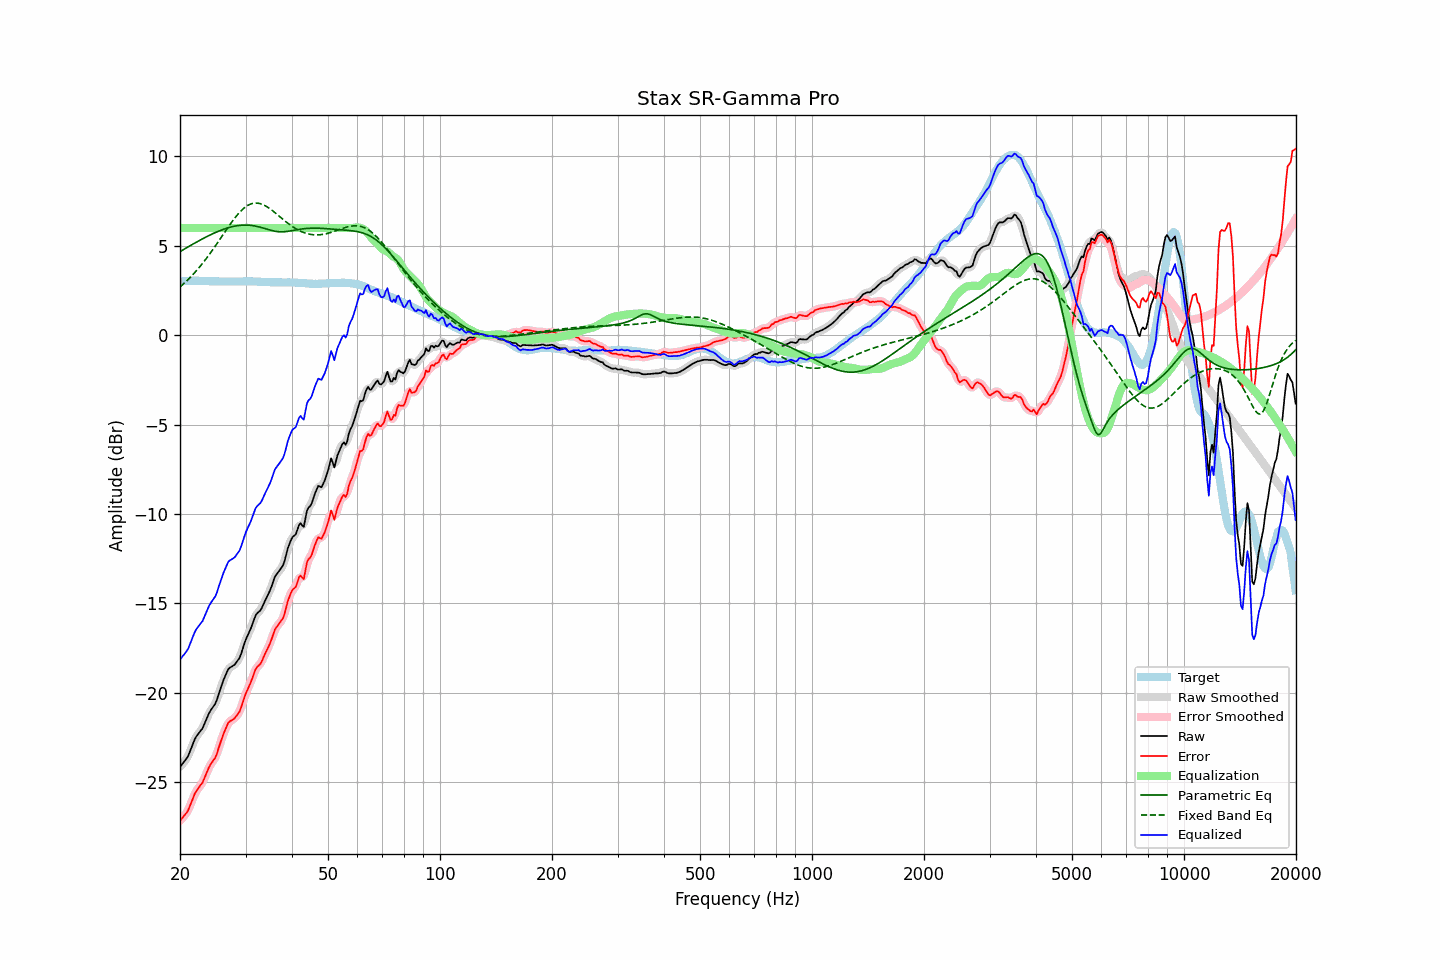 Stax SR-Gamma Pro
Amplitude (dBr)
10
5
0
−5
−10
−15
−20
−25
20
50
100
200
500
1000
2000
5000
10000
20000
Frequency (Hz)
Target
Raw Smoothed
Error Smoothed
Raw
Error
Equalization
Parametric Eq
Fixed Band Eq
Equalized